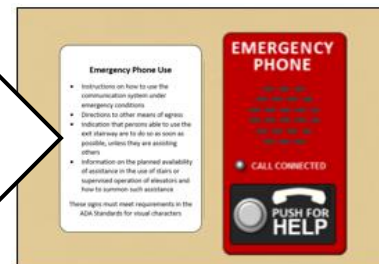 Emergency Phone Use
• Instructions on how to use the
communication system under
emergency conditions
• Directions to other means of egress
• Indication that persons able to use the
exit stairway are to do so as soon as
possible, unless they are assisting
others
• Information on the planned availability
of assistance in the use of stairs or
supervised operation of elevators and
how to summon such assistance
These signs must meet requirements in the
ADA Standards for visual characters
EMERGENCY
PHONE
CALL CONNECTED
PUSH FOR
HELP